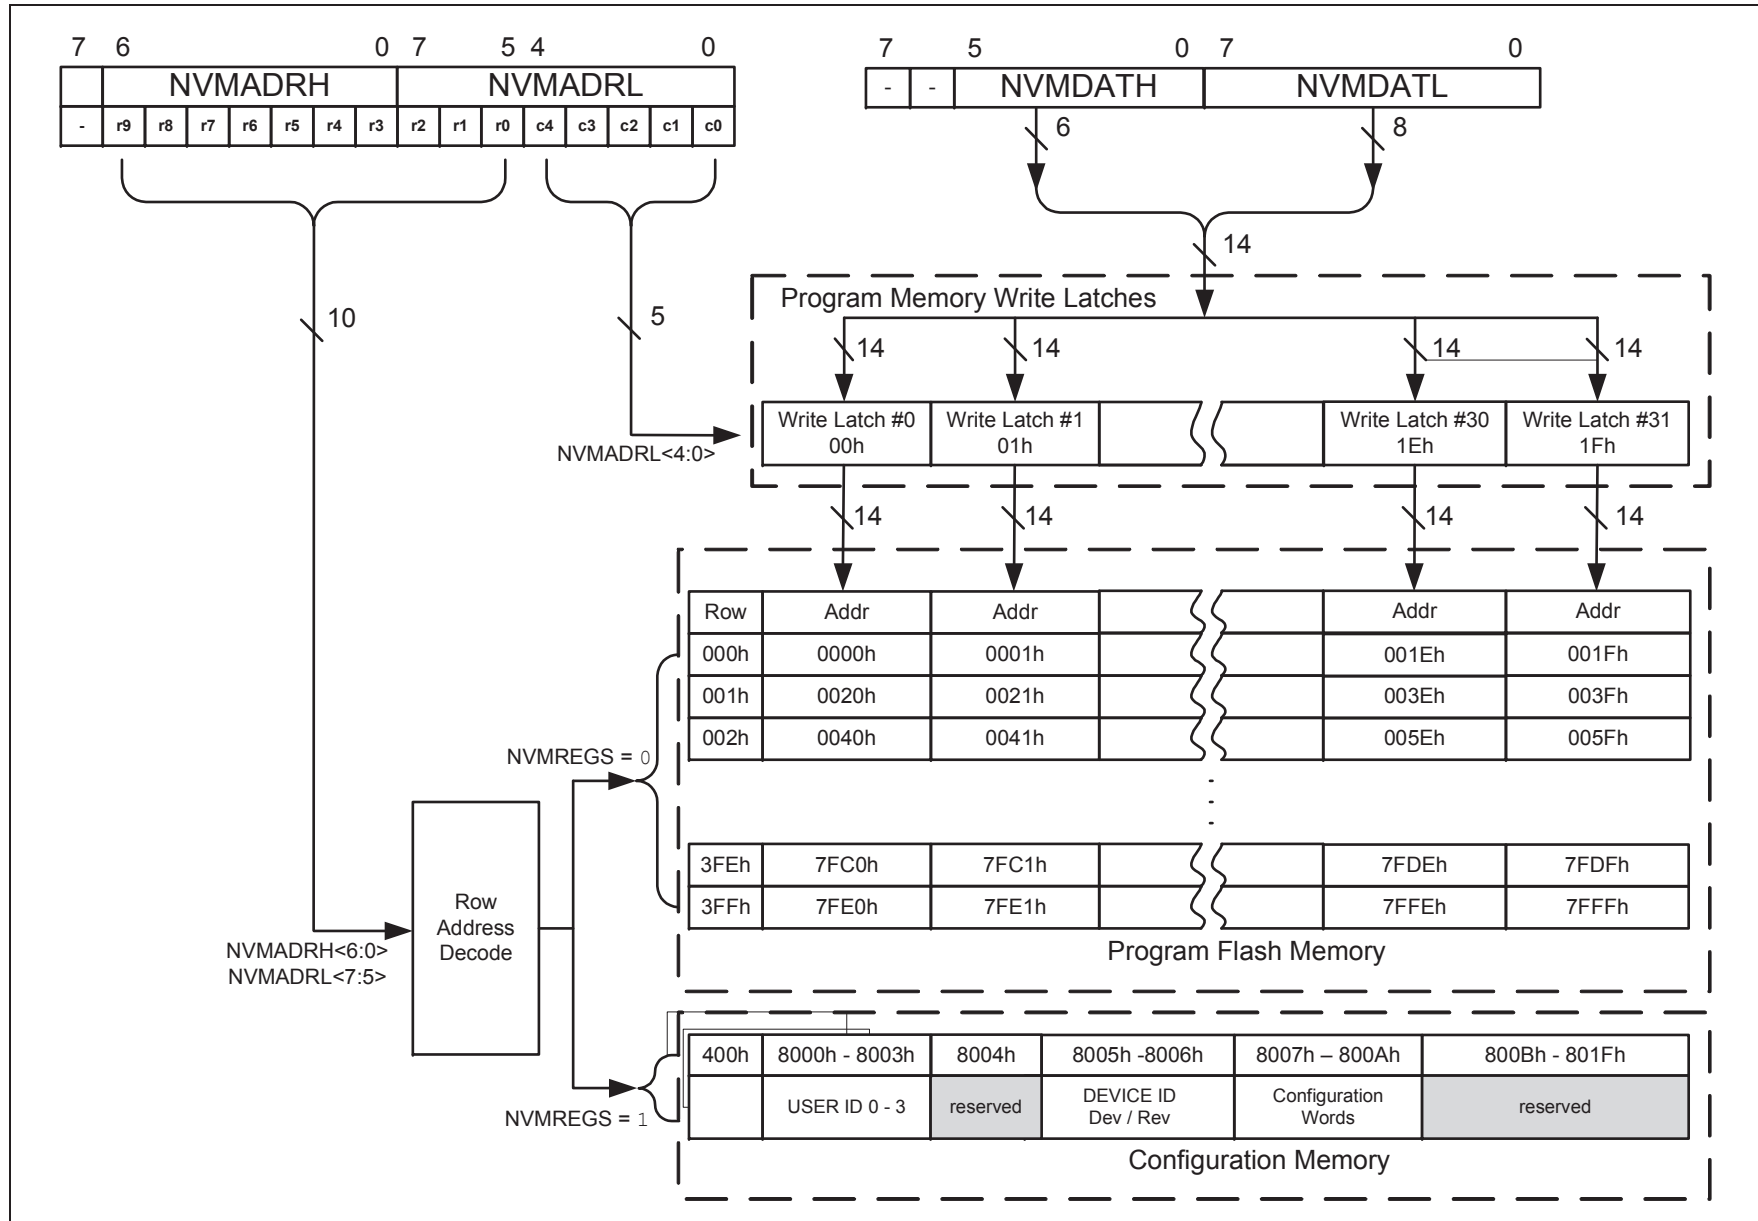 7 6 0 7 5 4 0
NVMADRH NVMADRL
- r9 r8 r7 r6 r5 r4 r3 r2 r1 r0 c4 c3 c2 c1 c0
7 5 0 7 0
- - NVMDATH NVMDATL
6 8
14
10 5
Program Memory Write Latches
14 14 14 14
Write Latch #0 Write Latch #1 Write Latch #30 Write Latch #31
00h 01h 1Eh 1Fh
NVMADRL<4:0>
14 14 14 14
Row Addr Addr Addr Addr
000h 0000h 0001h 001Eh 001Fh
001h 0020h 0021h 003Eh 003Fh
002h 0040h 0041h 005Eh 005Fh
NVMREGS = 0
3FEh 7FC0h 7FC1h 7FDEh 7FDFh
3FFh 7FE0h 7FE1h 7FFEh 7FFFh
Program Flash Memory
Row
Address
Decode
NVMADRH<6:0>
NVMADRL<7:5>
400h 8000h - 8003h 8004h 8005h -8006h 8007h – 800Ah 800Bh - 801Fh
USER ID 0 - 3 reserved DEVICE ID Configuration reserved
Dev / Rev Words
NVMREGS = 1
Configuration Memory